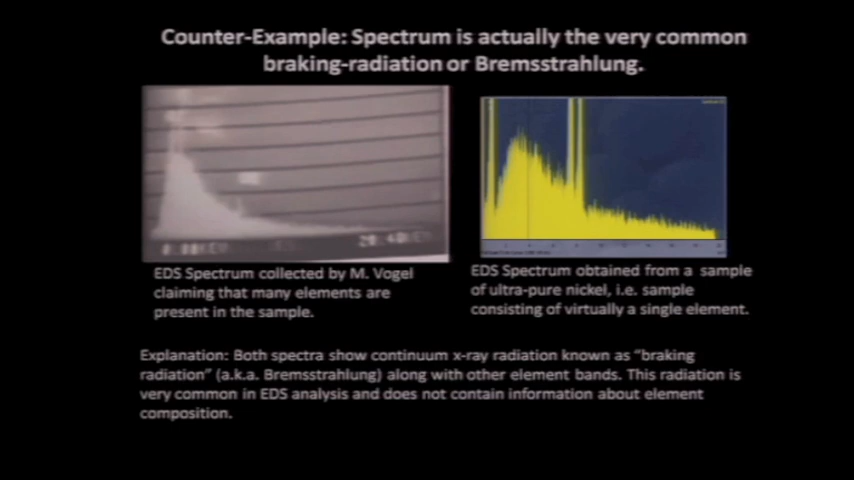 Counter-Example: Spectrum is actually the very common
braking-radiation or Bremsstrahlung.
EDS Spectrum collected by M. Vogel
claiming that many elements are
present in the sample.
EDS Spectrum obtained from a sample
of ultra-pure nickel, i.e. sample
consisting of virtually a single element.
Explanation: Both spectra show continuum x-ray radiation known as “braking
radiation” (a.k.a. Bremsstrahlung) along with other element bands. This radiation is
very common in EDS analysis and does not contain information about element
composition.